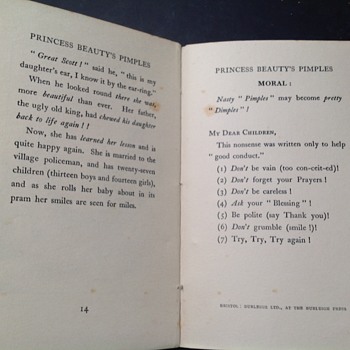 PRINCESS BEAUTY'S PIMPLES
"Great Scott!" said he, "this is my
daughter's ear, I know it by the ear-ring."
When he looked round there she was,
more beautiful than ever. Her father,
the ugly old king, had chewed his daughter
back to life again!!
Now, she has learned her lesson and is
quite happy again. She is married to the
village policeman, and has twenty-seven
children (thirteen boys and fourteen girls),
and as she rolls her baby about in its
pram her smiles are seen for miles.
14
PRINCESS BEAUTY'S PIMPLES
MORAL:
Nasty "Pimples" may become pretty
"Dimples"!
MY DEAR CHILDREN,
This nonsense was written only to help
"good conduct."
(1) Don't be vain (too con-ceit-ed)!
(2) Don't forget your Prayers!
(3) Don't be careless!
(4) Ask your "Blessing"!
(5) Be polite (say Thank you)!
(6) Don't grumble (smile!)!
(7) Try, Try, Try again!
BRISTOL: BURLEIGH LTD., AT THE BURLEIGH PRESS